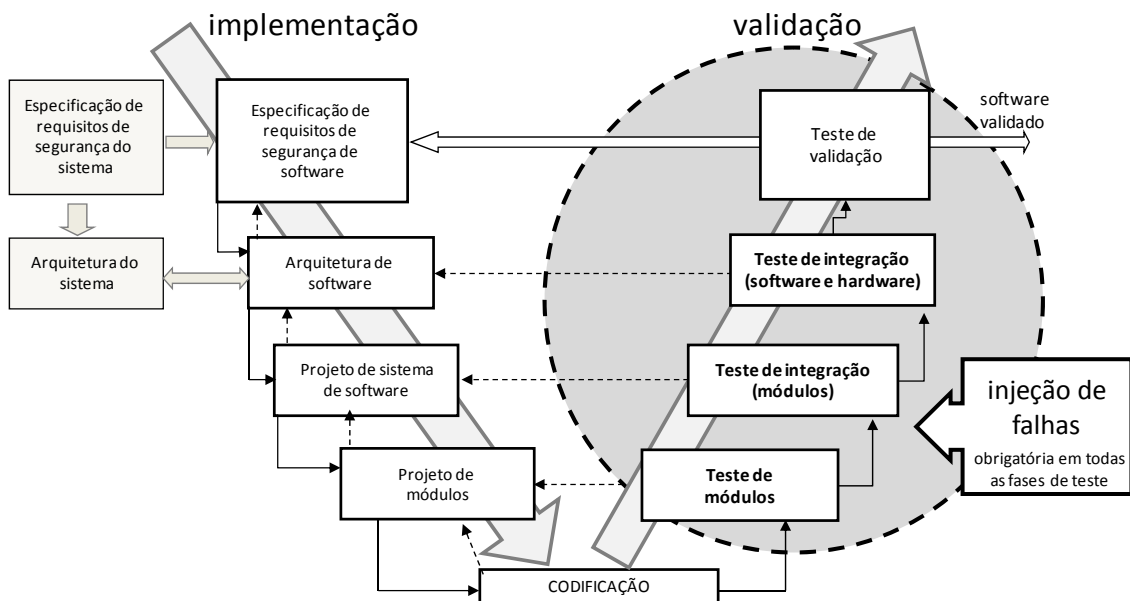 implementação
validação
Especificação de
requisitos de
segurança do
sistema
Especificação de
requisitos de
segurança de
software
Teste de
validação
software
validado
Arquitetura do
sistema
Arquitetura de
software
Teste de integração
(software e hardware)
Projeto de sistema
de software
Teste de integração
(módulos)
injeção de
falhas
obrigatória em todas
as fases de teste
Projeto de
módulos
Teste de
módulos
CODIFICAÇÃO